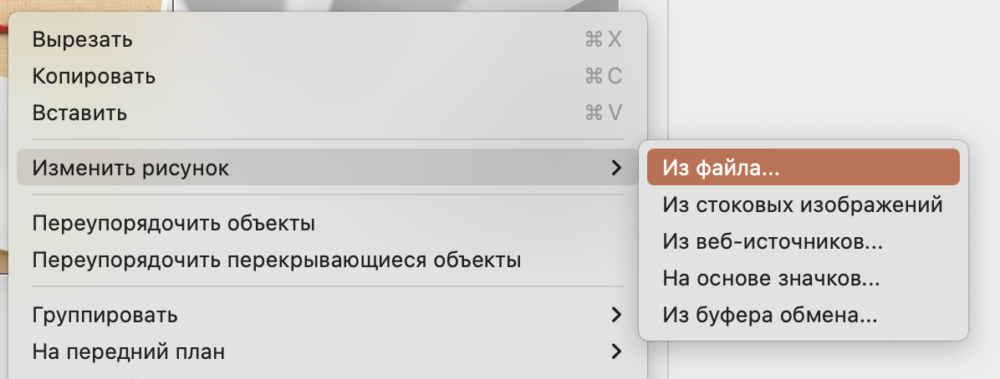 Вырезать ⌘ X
Копировать ⌘ C
Вставить ⌘ V
Изменить рисунок
Из файла...
Из стоковых изображений
Из веб-источников...
На основе значков...
Из буфера обмена...
Переупорядочить объекты
Переупорядочить перекрывающиеся объекты
Группировать
На передний план